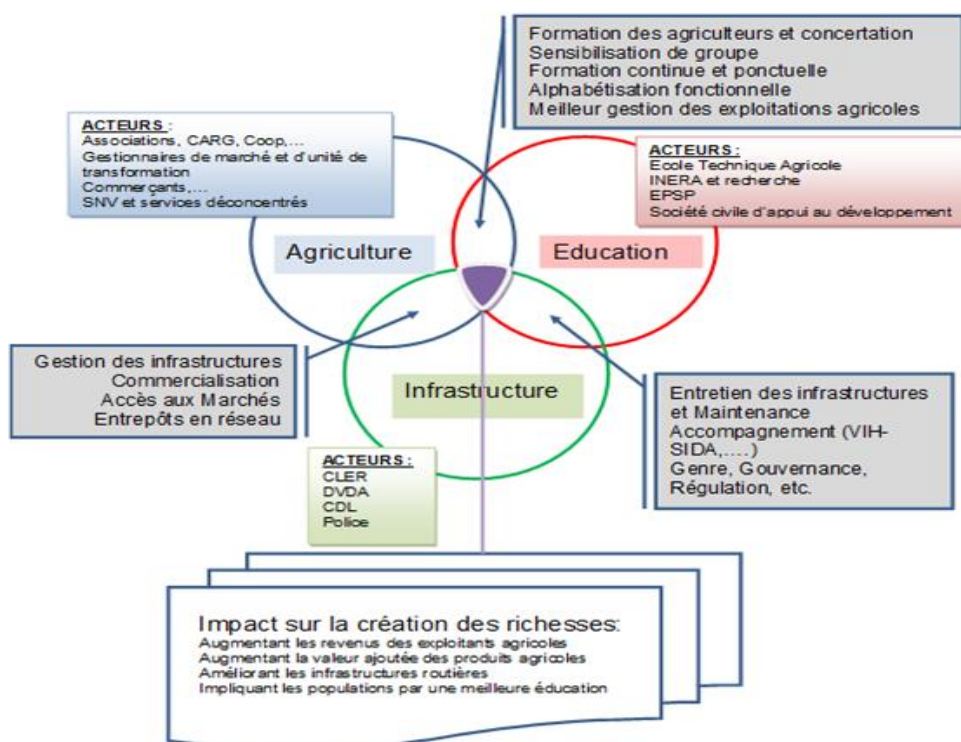 Formation des agriculteurs et concertation
Sensibilisation de groupe
Formation continue et ponctuelle
Alphabétisation fonctionnelle
Meilleur gestion des exploitations agricoles
ACTEURS :
Associations, CARG, Coop,...
Gestionnaires de marché et d'unité de
transformation
Commerçants,...
SNV et services déconcentrés
ACTEURS :
Ecole Technique Agricole
INERA et recherche
EPSP
Société civile d'appui au développement
Agriculture
Education
Gestion des infrastructures
Commercialisation
Accès aux Marchés
Entrepôts en réseau
Infrastructure
Entretien des infrastructures
et Maintenance
Accompagnement (VIH-
SIDA,....)
Genre, Gouvernance,
Régulation, etc.
ACTEURS :
CLER
DVDA
CDL
Police
Impact sur la création des richesses:
Augmentant les revenus des exploitants agricoles
Augmentant la valeur ajoutée des produits agricoles
Améliorant les infrastructures routières
Impliquant les populations par une meilleure éducation